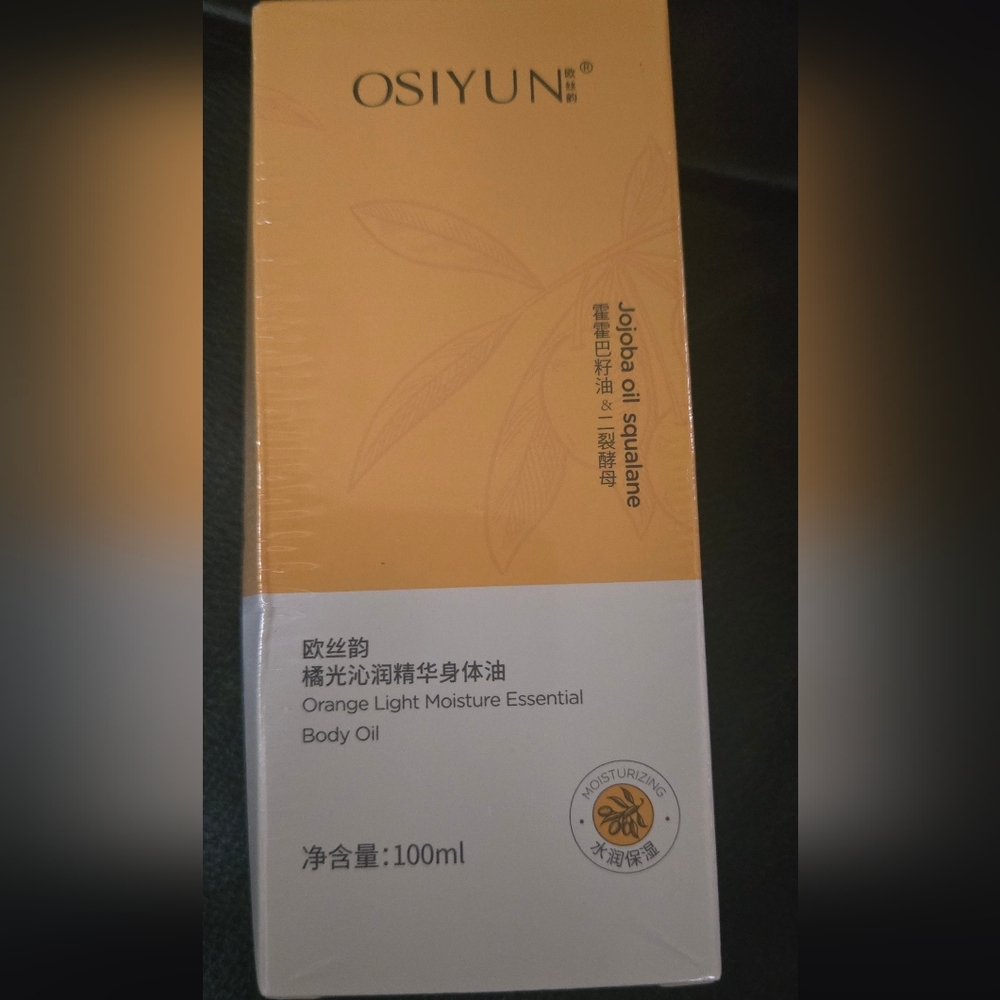 OSIYUN
欧丝韵
®
Jojoba oil squalane
霍霍巴籽油 & 二裂酵母
欧丝韵
橘光沁润精华身体油
Orange Light Moisture Essential
Body Oil
MOISTURIZING
水润保湿
净含量:100ml